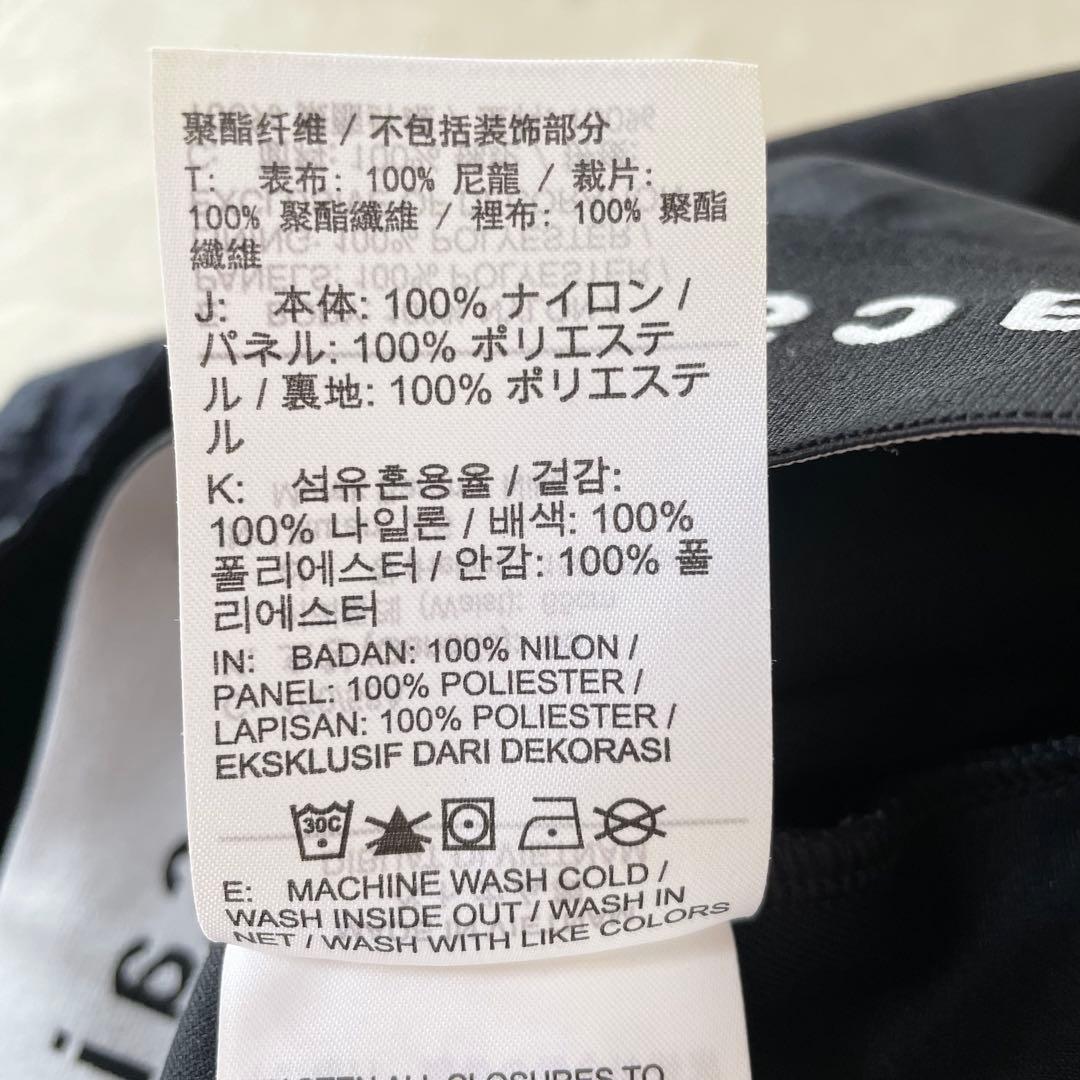 聚酯纤维 / 不包括装饰部分
T: 表布: 100% 尼龍 / 裁片:
100% 聚酯纖維 / 裡布: 100% 聚酯
纖維
J: 本体: 100% ナイロン /
パネル: 100% ポリエステ
ル / 裏地: 100% ポリエステ
ル
K: 섬유혼용율 / 겉감:
100% 나일론 / 배색: 100%
폴리에스터 / 안감: 100% 폴
리에스터
IN: BADAN: 100% NILON /
PANEL: 100% POLIESTER /
LAPISAN: 100% POLIESTER /
EKSKLUSIF DARI DEKORASI
30C
E: MACHINE WASH COLD /
WASH INSIDE OUT / WASH IN
NET / WASH WITH LIKE COLORS
ALL CLOSURES TO